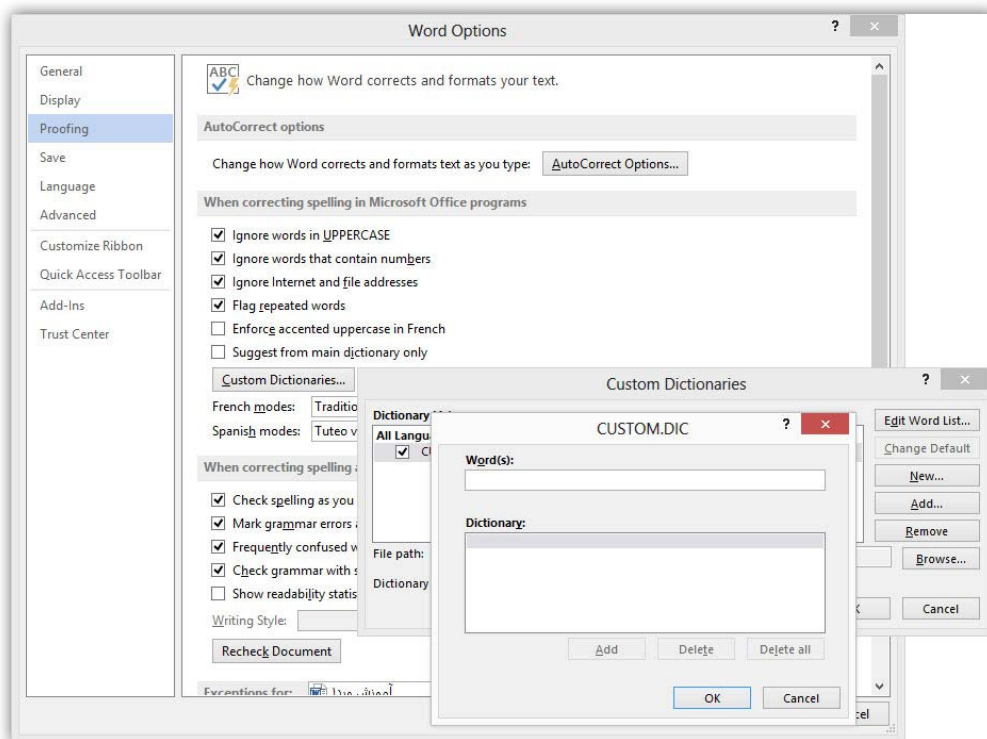 Word Options
?
General
Display
Proofing
Save
Language
Advanced
Customize Ribbon
Quick Access Toolbar
Add-Ins
Trust Center
ABC
Change how Word corrects and formats your text.
AutoCorrect options
Change how Word corrects and formats text as you type: AutoCorrect Options...
When correcting spelling in Microsoft Office programs
Ignore words in UPPERCASE
Ignore words that contain numbers
Ignore Internet and file addresses
Flag repeated words
Enforce accented uppercase in French
Suggest from main dictionary only
Custom Dictionaries...
French modes: Traditio
Spanish modes: Tuteo v
When correcting spelling
Check spelling as you
Mark grammar errors
Frequently confused w
Check grammar with s
Show readability statis
Writing Style:
Recheck Document
Exceptions for:
Custom Dictionaries
?
Dictionary
All Langua
File path:
Dictionary
Edit Word List...
Change Default
New...
Add...
Remove
Browse...
Cancel
CUSTOM.DIC
?
Word(s):
Dictionary:
Add Delete Delete all
OK Cancel
cel